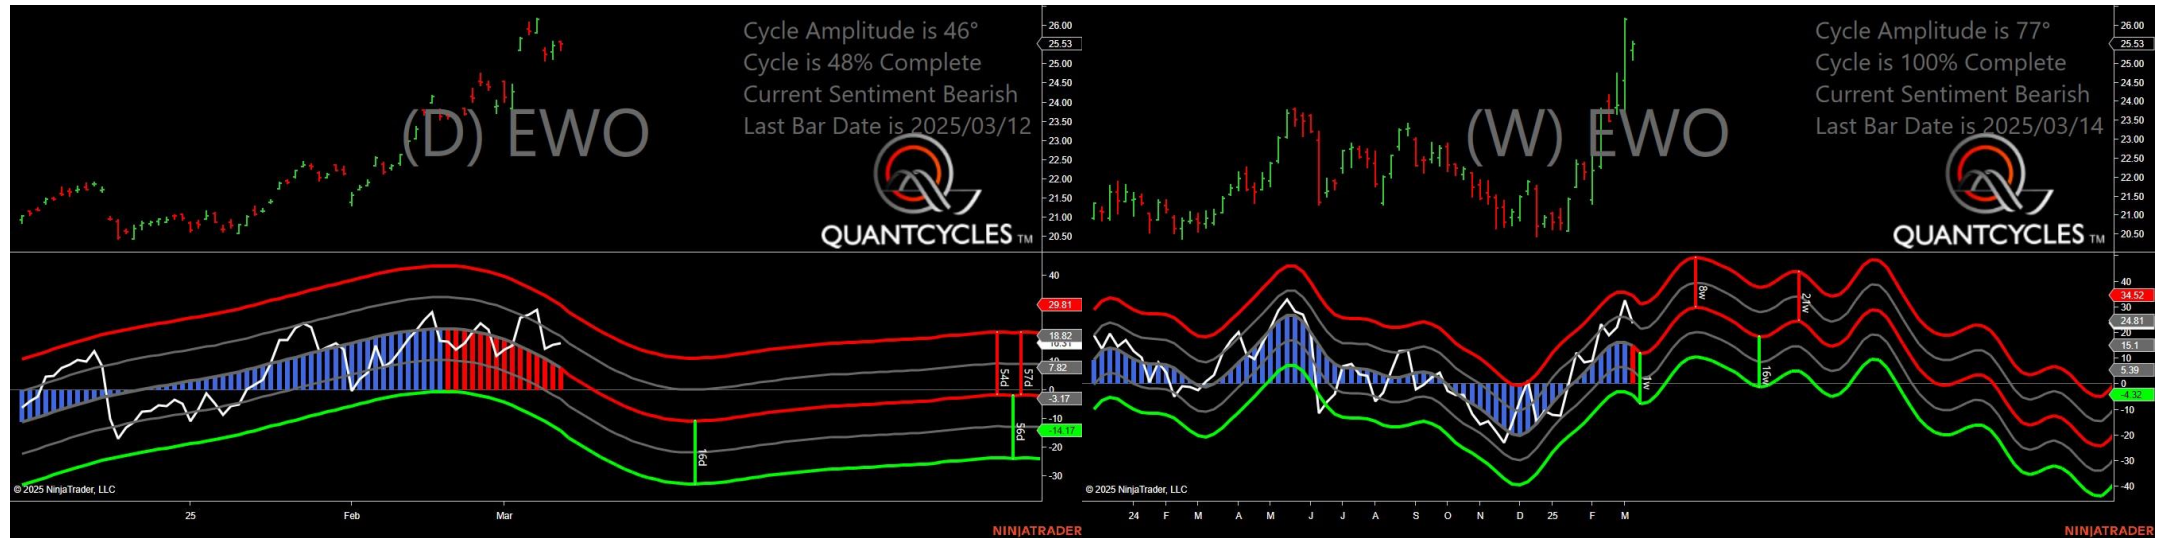 Cycle Amplitude is 46°
Cycle is 48% Complete
Current Sentiment Bearish
Last Bar Date is 2025/03/12
(D) EWO
QUANTCYCLES TM
26.00
25.53
25.00
24.50
24.00
23.50
23.00
22.50
22.00
21.50
21.00
20.50
40
29.81
18.82
10
7.82
0
-3.17
-10
-14.17
-20
-30
16d
54d
56d
57d
© 2025 NinjaTrader, LLC
25 Feb Mar
NINJATRADER
Cycle Amplitude is 77°
Cycle is 100% Complete
Current Sentiment Bearish
Last Bar Date is 2025/03/14
(W) EWO
QUANTCYCLES TM
26.00
25.53
25.00
24.50
24.00
23.50
23.00
22.50
22.00
21.50
21.00
20.50
40
34.52
30
24.81
20
15.1
10
5.39
0
-4.32
-10
-20
-30
-40
1w
8w
16w
21w
© 2025 NinjaTrader, LLC
24 F M A M J J A S O N D 25 F M
NINJATRADER